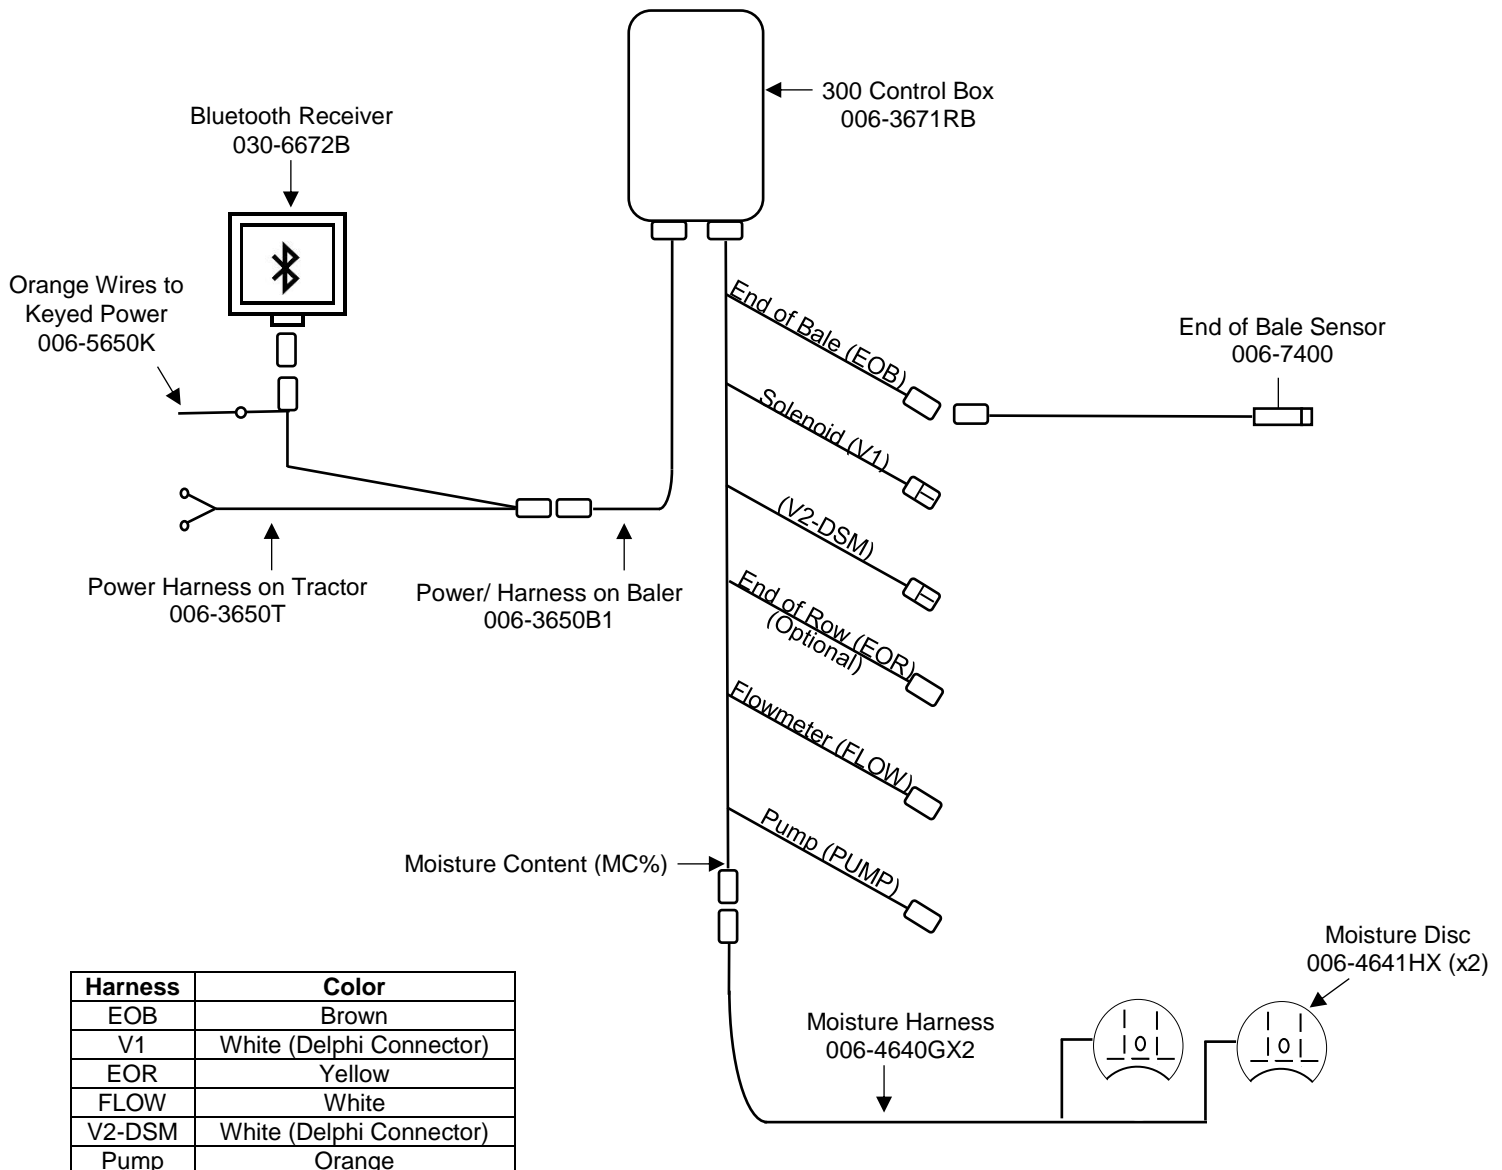 300 Control Box
006-3671RB
Bluetooth Receiver
030-6672B
Orange Wires to
Keyed Power
006-5650K
End of Bale (EOB)
End of Bale Sensor
006-7400
Solenoid (V1)
(V2-DSM)
Power Harness on Tractor
006-3650T
Power/ Harness on Baler
006-3650B1
End of Row (EOR)
(Optional)
Flowmeter (FLOW)
Pump (PUMP)
Moisture Content (MC%)
Moisture Disc
006-4641HX (x2)
Moisture Harness
006-4640GX2
Harness Color
EOB Brown
V1 White (Delphi Connector)
EOR Yellow
FLOW White
V2-DSM White (Delphi Connector)
Pump Orange